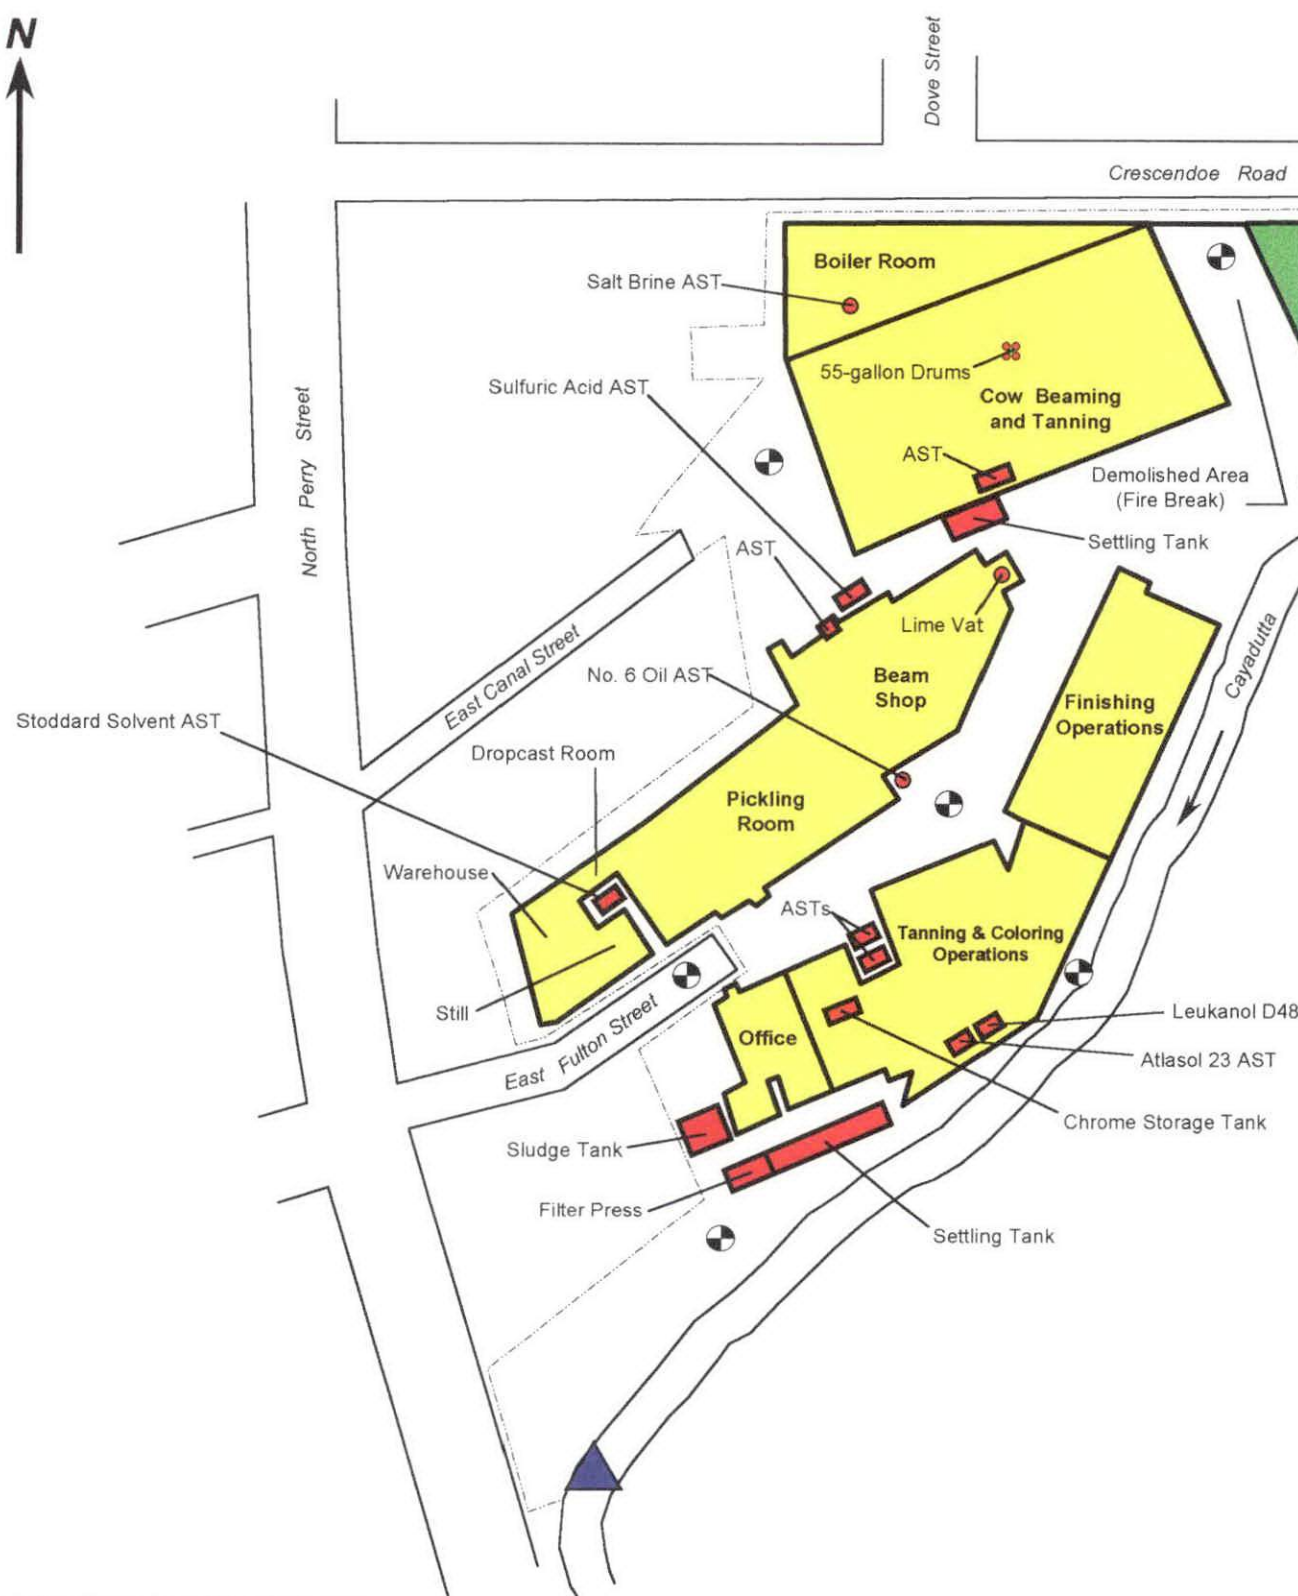 N
Dove Street
Crescendoe Road
Boiler Room
Salt Brine AST
55-gallon Drums
Sulfuric Acid AST
Cow Beaming
and Tanning
North Perry Street
AST
Demolished Area
(Fire Break)
Settling Tank
AST
Lime Vat
East Canal Street
Cayadutta
No. 6 Oil AST
Beam
Shop
Finishing
Operations
Stoddard Solvent AST
Dropcast Room
Pickling
Room
Warehouse
ASTs
Tanning & Coloring
Operations
Still
East Fulton Street
Office
Leukanol D48
Atlasol 23 AST
Chrome Storage Tank
Sludge Tank
Filter Press
Settling Tank